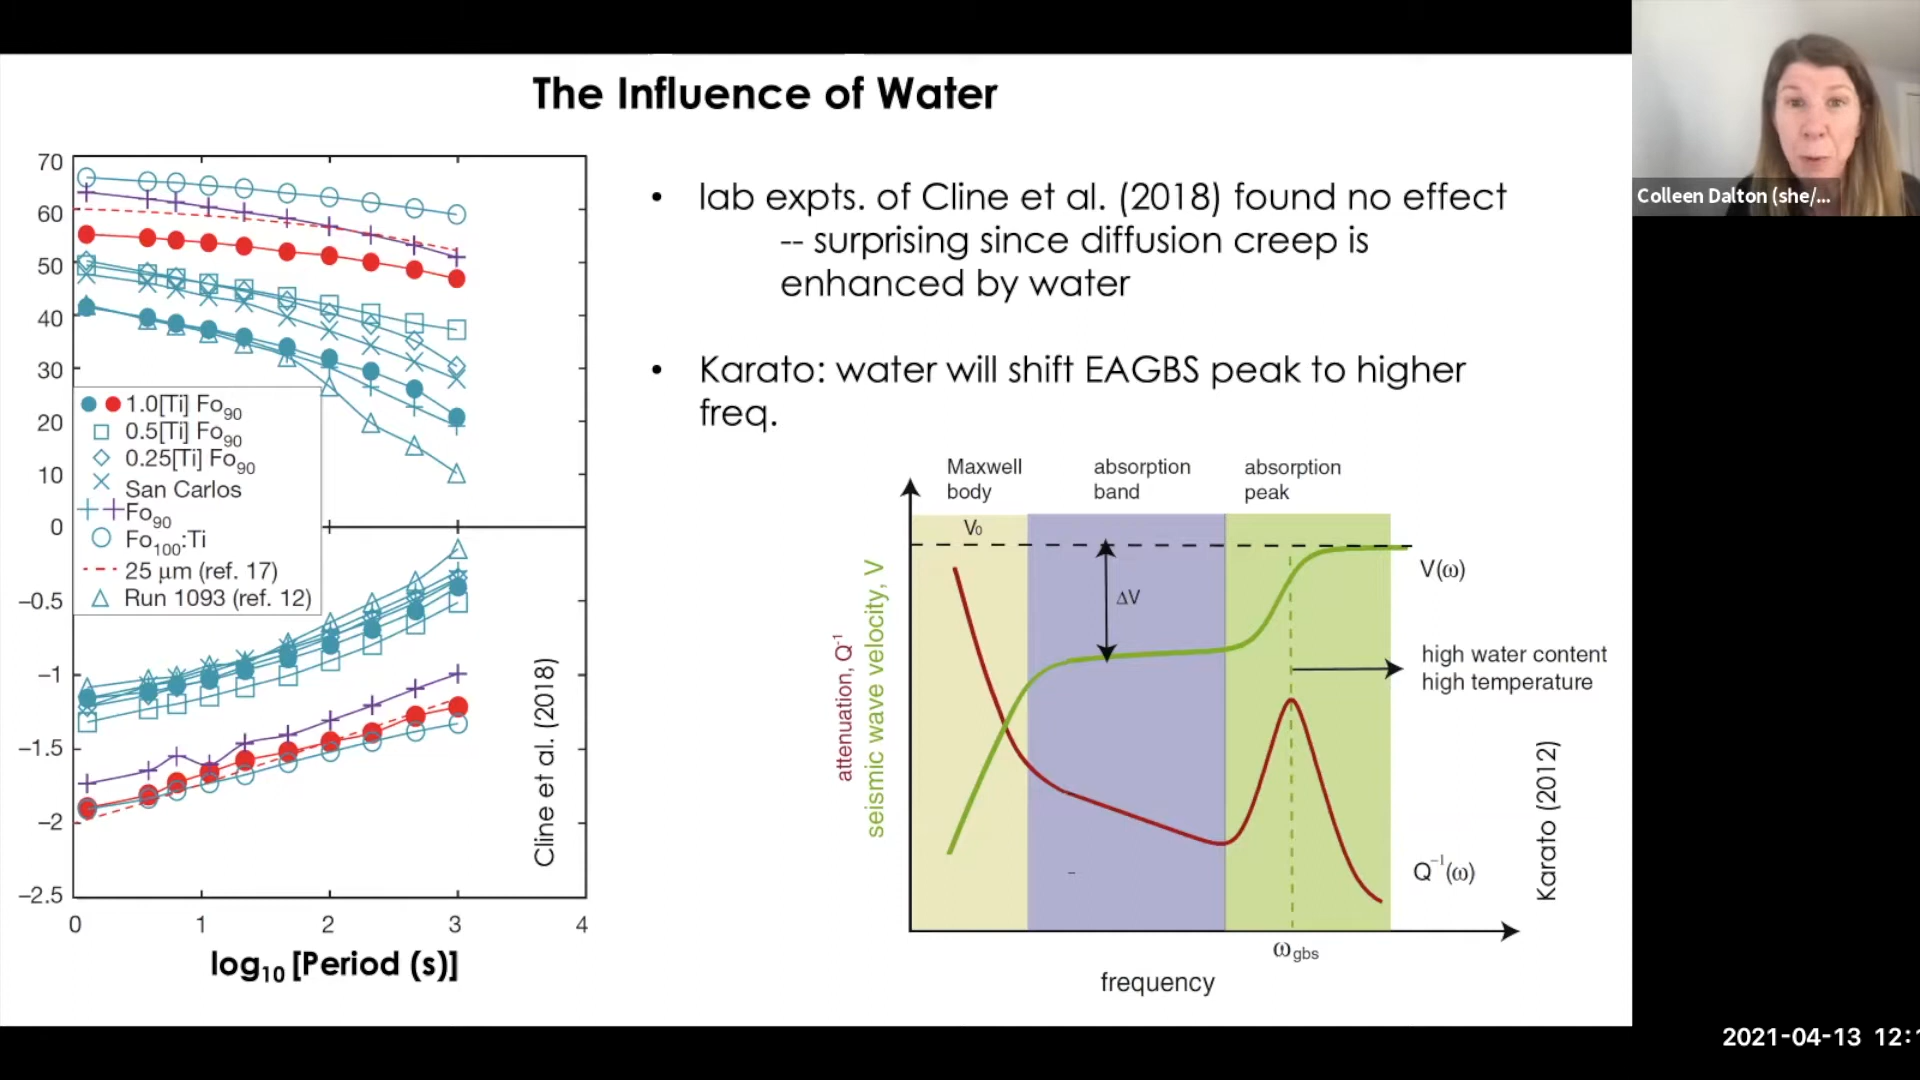 The Influence of Water
70
60
50
40
30
20
10
0
−0.5
−1
−1.5
−2
−2.5
1.0[Ti] Fo90
0.5[Ti] Fo90
0.25[Ti] Fo90
San Carlos
Fo90
Fo100:Ti
25 μm (ref. 17)
Run 1093 (ref. 12)
0 1 2 3 4
log10 [Period (s)]
Cline et al. (2018)
• lab expts. of Cline et al. (2018) found no effect
-- surprising since diffusion creep is
enhanced by water
• Karato: water will shift EAGBS peak to higher
freq.
Maxwell
body
absorption
band
absorption
peak
V0
ΔV
V(ω)
high water content
high temperature
Q-1(ω)
attenuation, Q-1
seismic wave velocity, V
ωgbs
frequency
Karato (2012)
Colleen Dalton (she/...
2021-04-13 12: